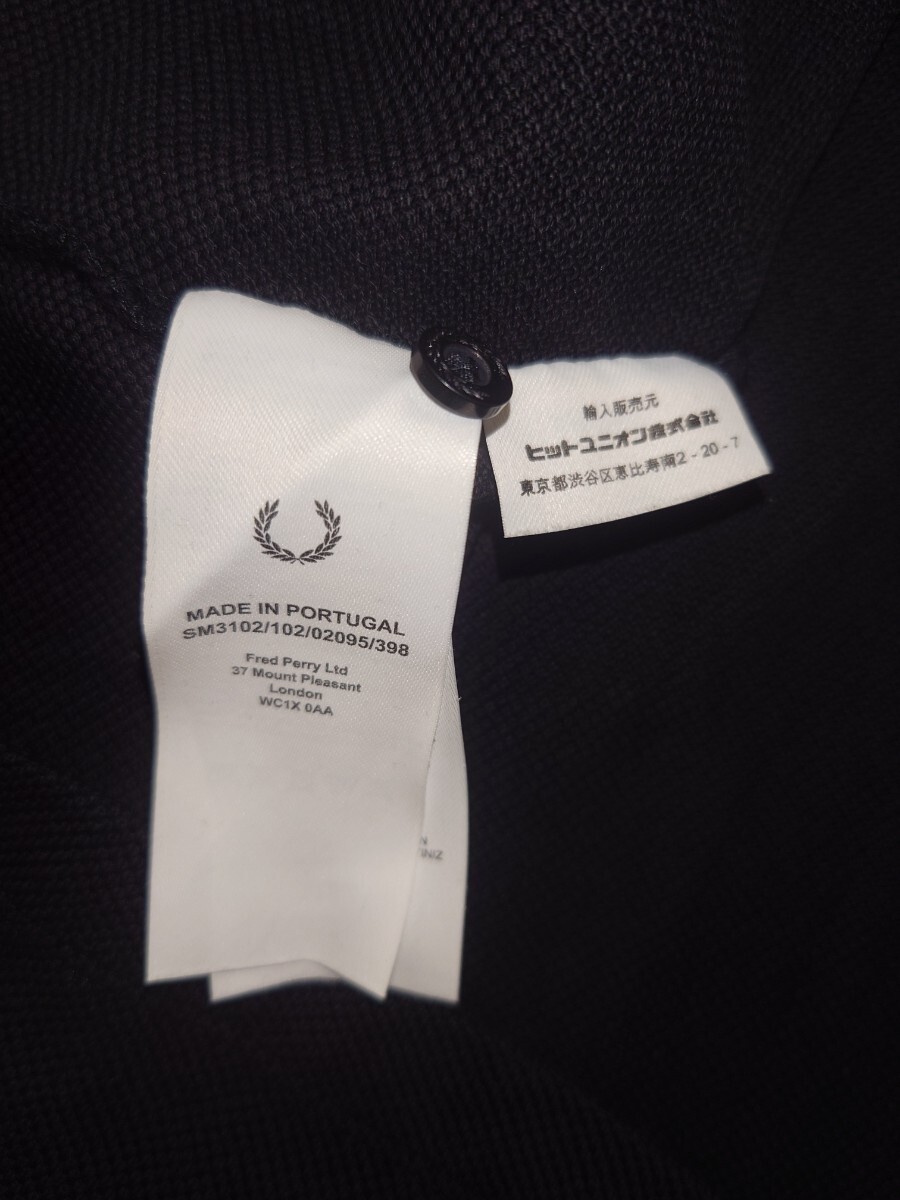 MADE IN PORTUGAL
SM3102/102/02095/398
Fred Perry Ltd
37 Mount Pleasant
London
WC1X 0AA
輸入販売元
ヒットユニオン株式会社
東京都渋谷区恵比寿南2-20-7